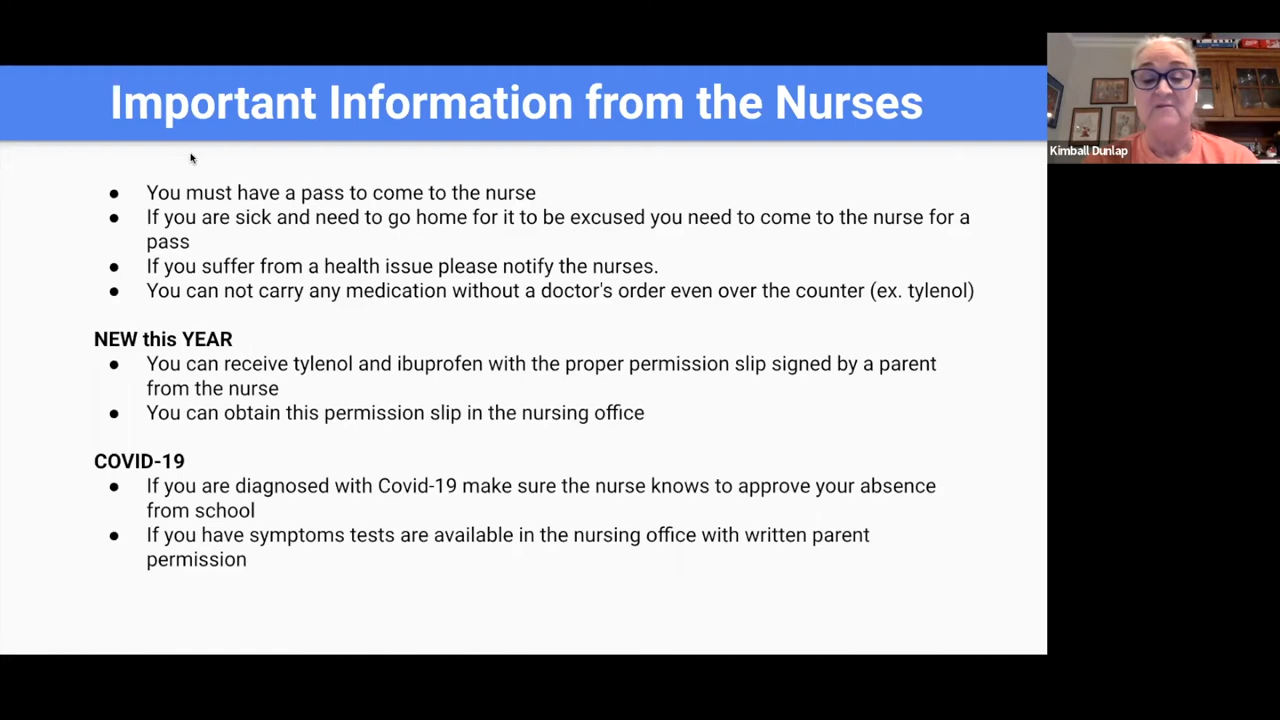 Important Information from the Nurses
Kimball Dunlap
● You must have a pass to come to the nurse
● If you are sick and need to go home for it to be excused you need to come to the nurse for a
pass
● If you suffer from a health issue please notify the nurses.
● You can not carry any medication without a doctor's order even over the counter (ex. tylenol)
NEW this YEAR
● You can receive tylenol and ibuprofen with the proper permission slip signed by a parent
from the nurse
● You can obtain this permission slip in the nursing office
COVID-19
● If you are diagnosed with Covid-19 make sure the nurse knows to approve your absence
from school
● If you have symptoms tests are available in the nursing office with written parent
permission